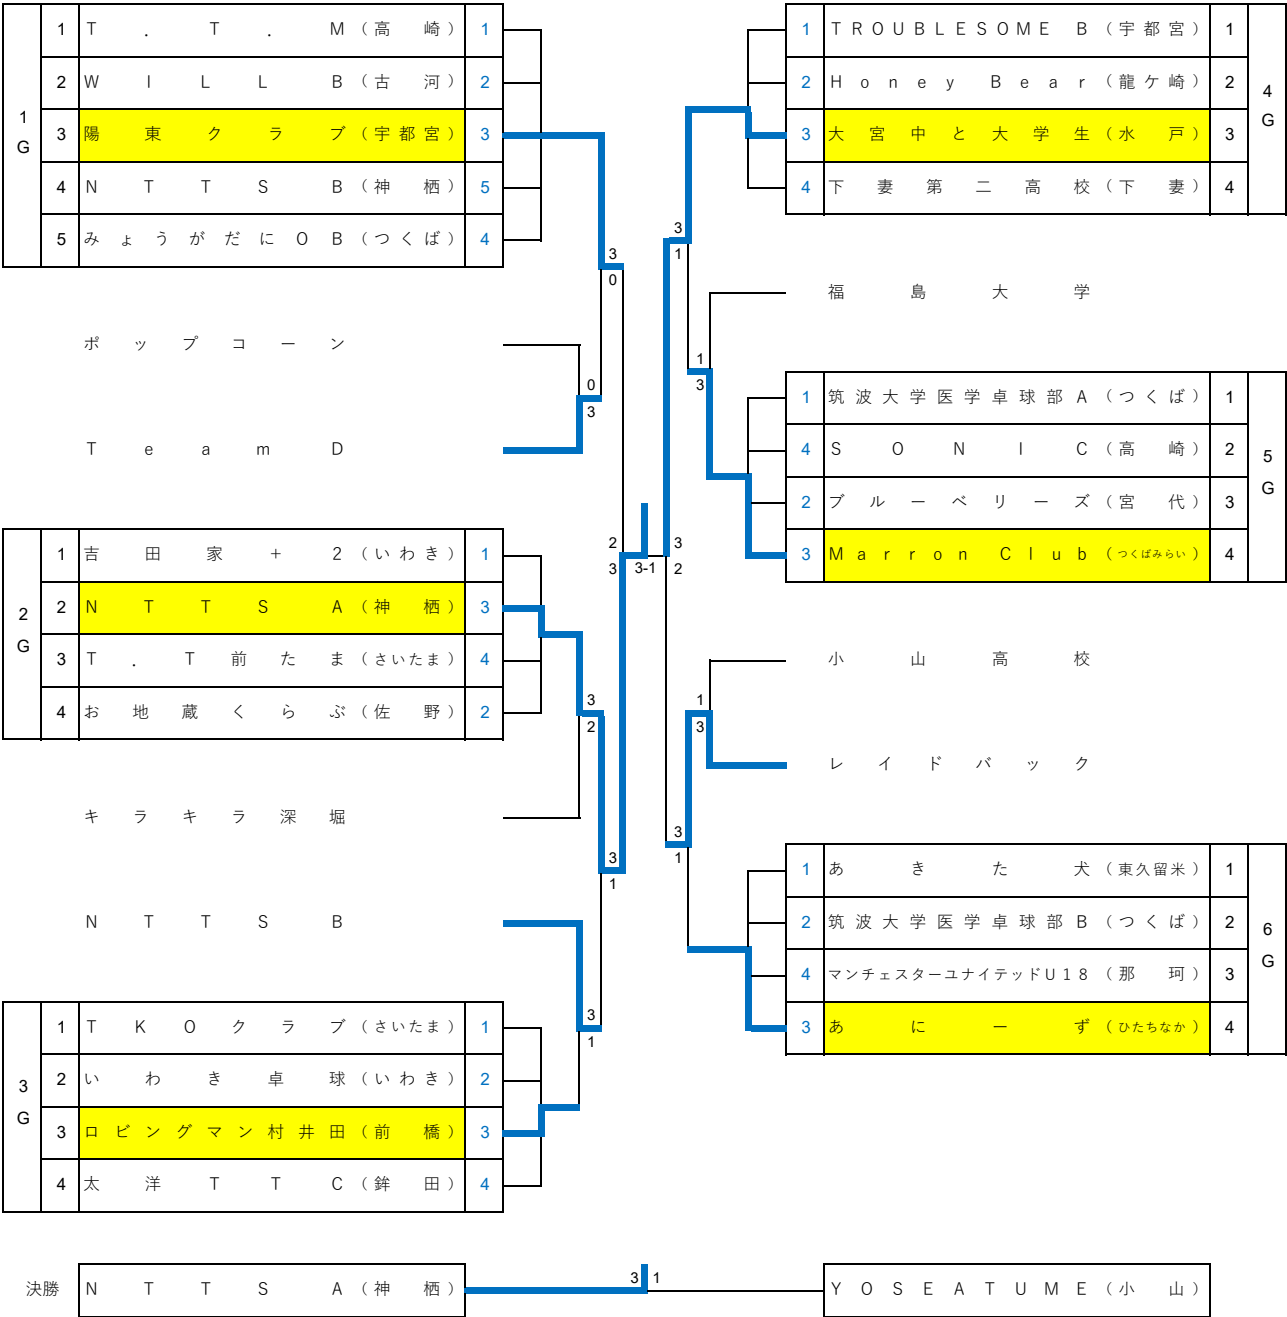 1G
1 T.T.M（高崎） 1
2 WILL B（古河） 2
3 陽東クラブ（宇都宮） 3
4 NTTS B（神栖） 5
5 みょうがだにOB（つくば） 4
ポップコーン
Team D
3
0
0
3
2G
1 吉田家+2（いわき） 1
2 NTTS A（神栖） 3
3 T.T前たま（さいたま） 4
4 お地蔵くらぶ（佐野） 2
キラキラ深堀
NTTS B
3
2
3
1
3
1
2
3
3-1
3G
1 TKOクラブ（さいたま） 1
2 いわき卓球（いわき） 2
3 ロビングマン村井田（前橋） 3
4 太洋TTC（鉾田） 4
1 TROUBLESOME B（宇都宮） 1
2 Honey Bear（龍ケ崎） 2
3 大宮中と大学生（水戸） 3
4 下妻第二高校（下妻） 4
4G
3
1
福島大学
1
3
1 筑波大学医学卓球部A（つくば） 1
4 SONIC（高崎） 2
2 ブルーベリーズ（宮代） 3
3 Marron Club（つくばみらい） 4
5G
3
2
小山高校
1
3
レイドバック
3
1
1 あきた犬（東久留米） 1
2 筑波大学医学卓球部B（つくば） 2
4 マンチェスターユナイテッドU18（那珂） 3
3 あにーず（ひたちなか） 4
6G
決勝 NTTS A（神栖） 3 1 YOSEATUME（小山）